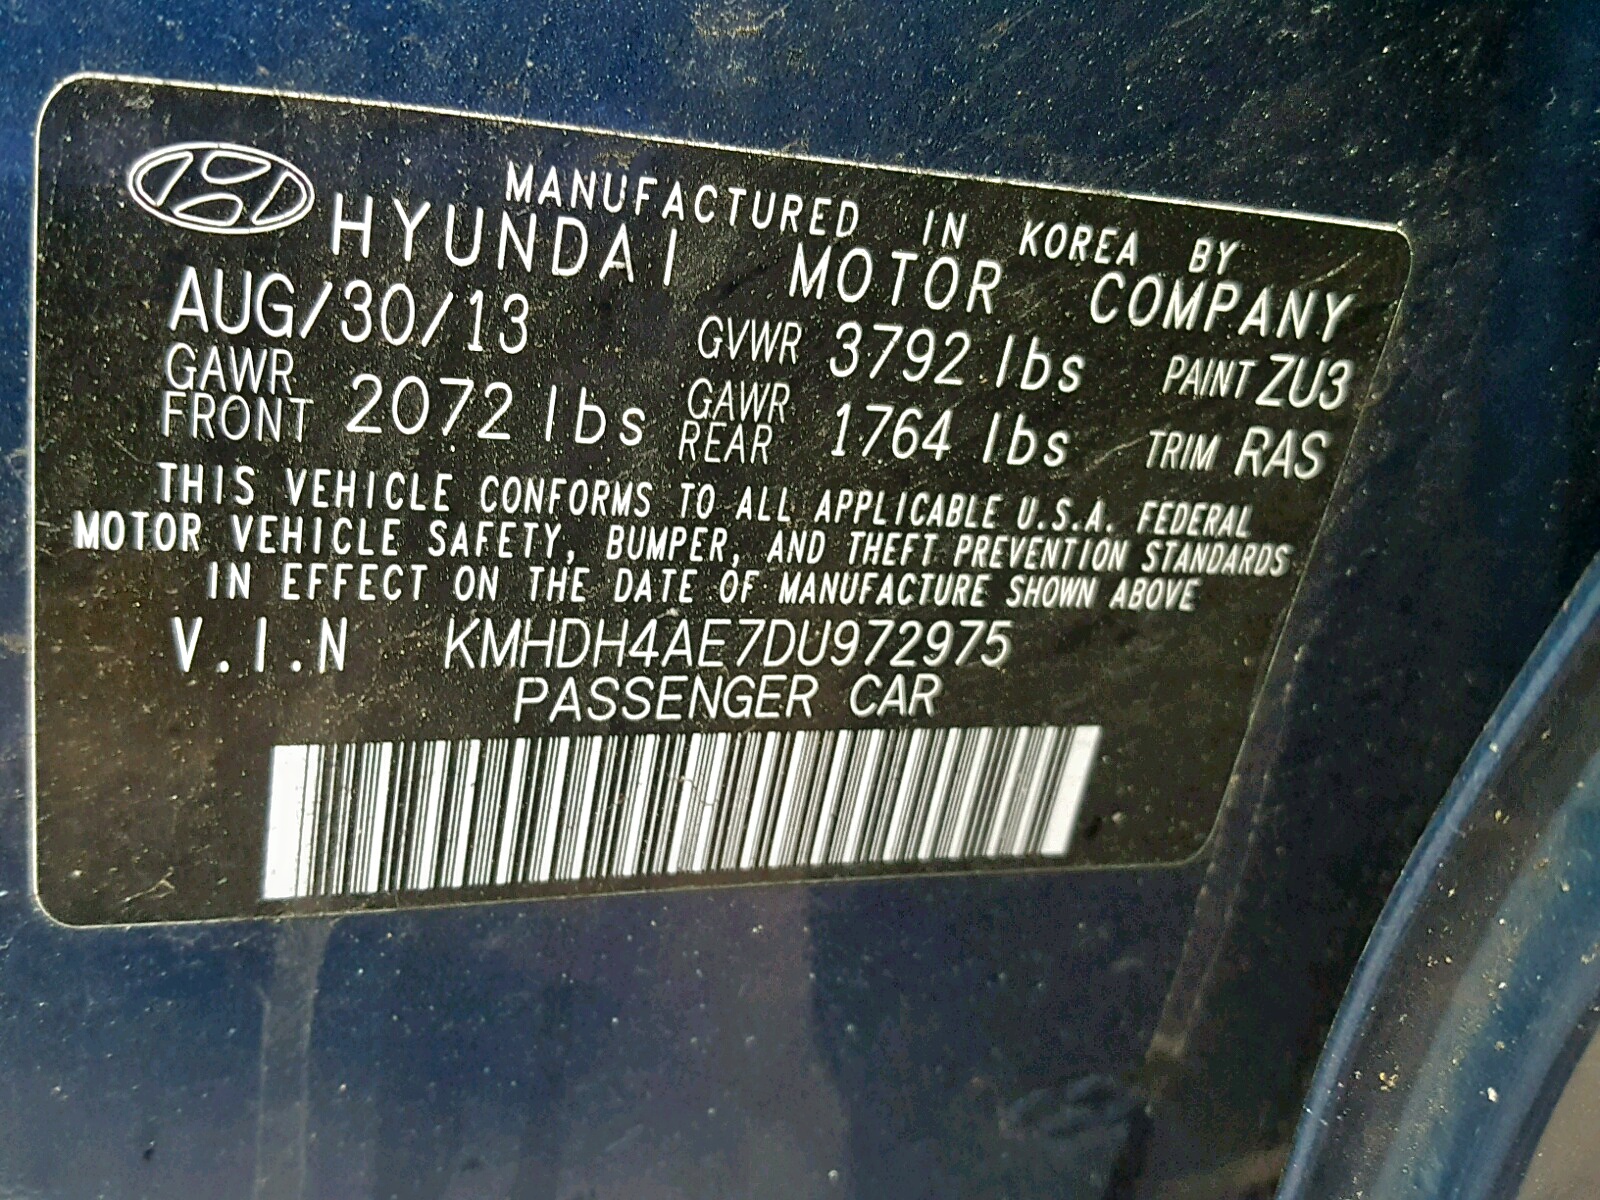 MANUFACTURED IN KOREA BY
HYUNDAI MOTOR COMPANY
AUG/30/13 GVWR 3792 lbs PAINT ZU3
GAWR FRONT 2072 lbs GAWR REAR 1764 lbs TRIM RAS
THIS VEHICLE CONFORMS TO ALL APPLICABLE U.S.A. FEDERAL
MOTOR VEHICLE SAFETY, BUMPER, AND THEFT PREVENTION STANDARDS
IN EFFECT ON THE DATE OF MANUFACTURE SHOWN ABOVE
V.I.N KMHDH4AE7DU972975
PASSENGER CAR